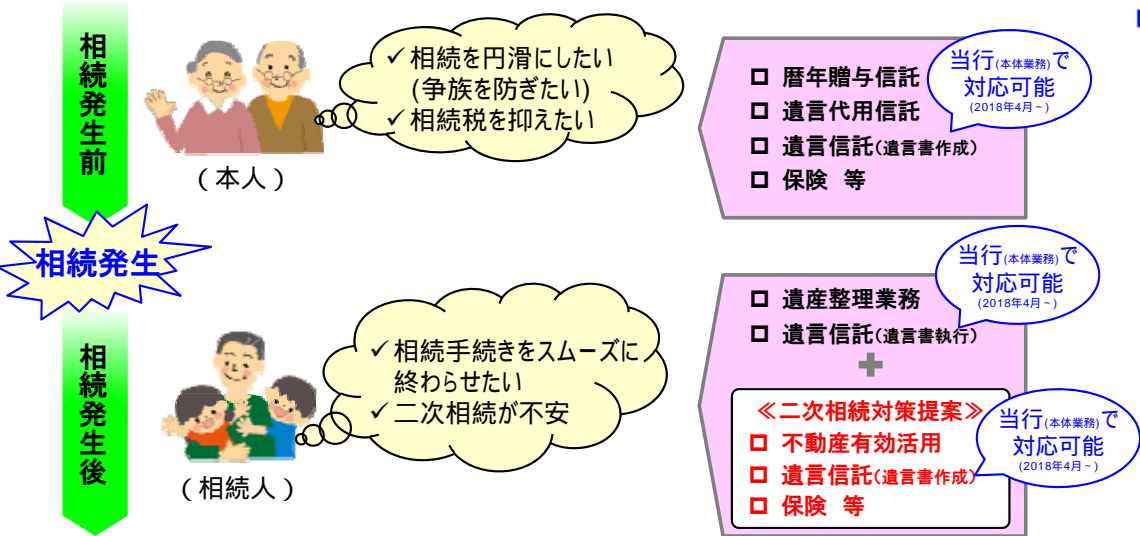 相続発生前
✓ 相続を円滑にしたい
(争族を防ぎたい)
✓ 相続税を抑えたい
(本人)
□ 暦年贈与信託
□ 遺言代用信託
□ 遺言信託(遺言書作成)
□ 保険 等
当行(本体業務)で
対応可能
(2018年4月~)
相続発生
相続発生後
✓ 相続手続きをスムーズに
終わらせたい
✓ 二次相続が不安
(相続人)
□ 遺産整理業務
□ 遺言信託(遺言書執行)
当行(本体業務)で
対応可能
(2018年4月~)
+
≪二次相続対策提案≫
□ 不動産有効活用
□ 遺言信託(遺言書作成)
□ 保険 等
当行(本体業務)で
対応可能
(2018年4月~)